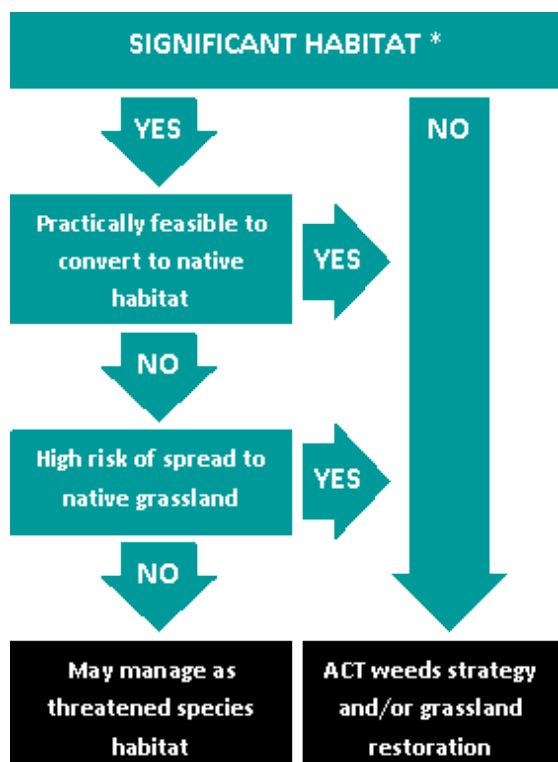 SIGNIFICANT HABITAT *
YES
NO
Practically feasible to
convert to native
habitat
YES
NO
High risk of spread to
native grassland
YES
NO
May manage as
threatened species
habitat
ACT weeds strategy
and/or grassland
restoration